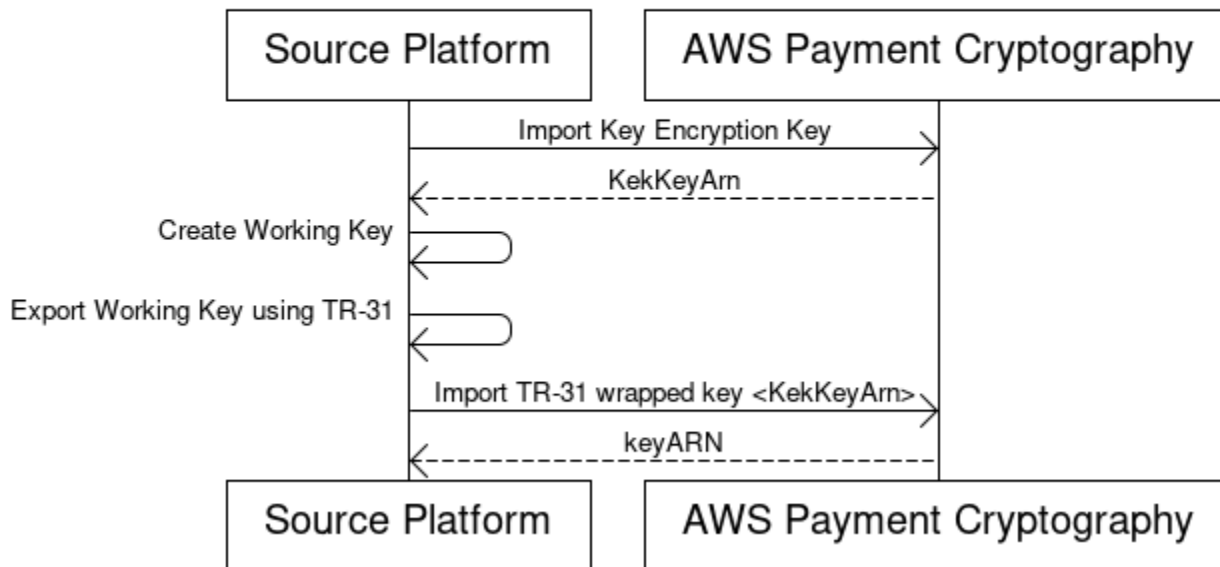 Source Platform
AWS Payment Cryptography
Import Key Encryption Key
KekKeyArn
Create Working Key
Export Working Key using TR-31
Import TR-31 wrapped key <KekKeyArn>
keyARN
Source Platform
AWS Payment Cryptography